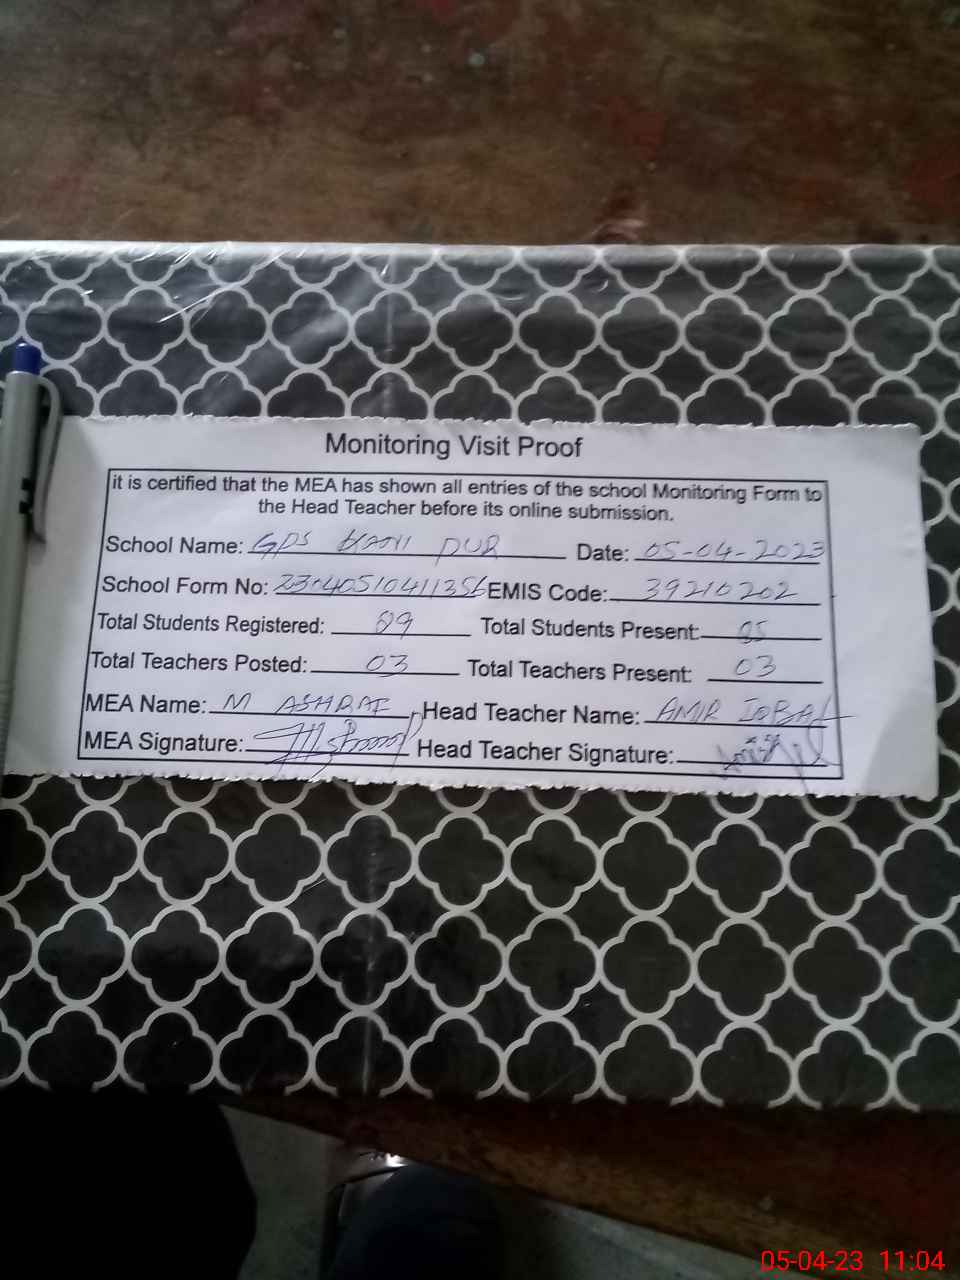 Monitoring Visit Proof
it is certified that the MEA has shown all entries of the school Monitoring Form to
the Head Teacher before its online submission.
School Name: GPS PUR Date: 05-04-2023
School Form No: EMIS Code: 39210202
Total Students Registered: Total Students Present:
Total Teachers Posted: 03 Total Teachers Present: 03
MEA Name: M ASHRAF Head Teacher Name: AMIR IQBAL
MEA Signature: Head Teacher Signature:
05-04-23 11:04